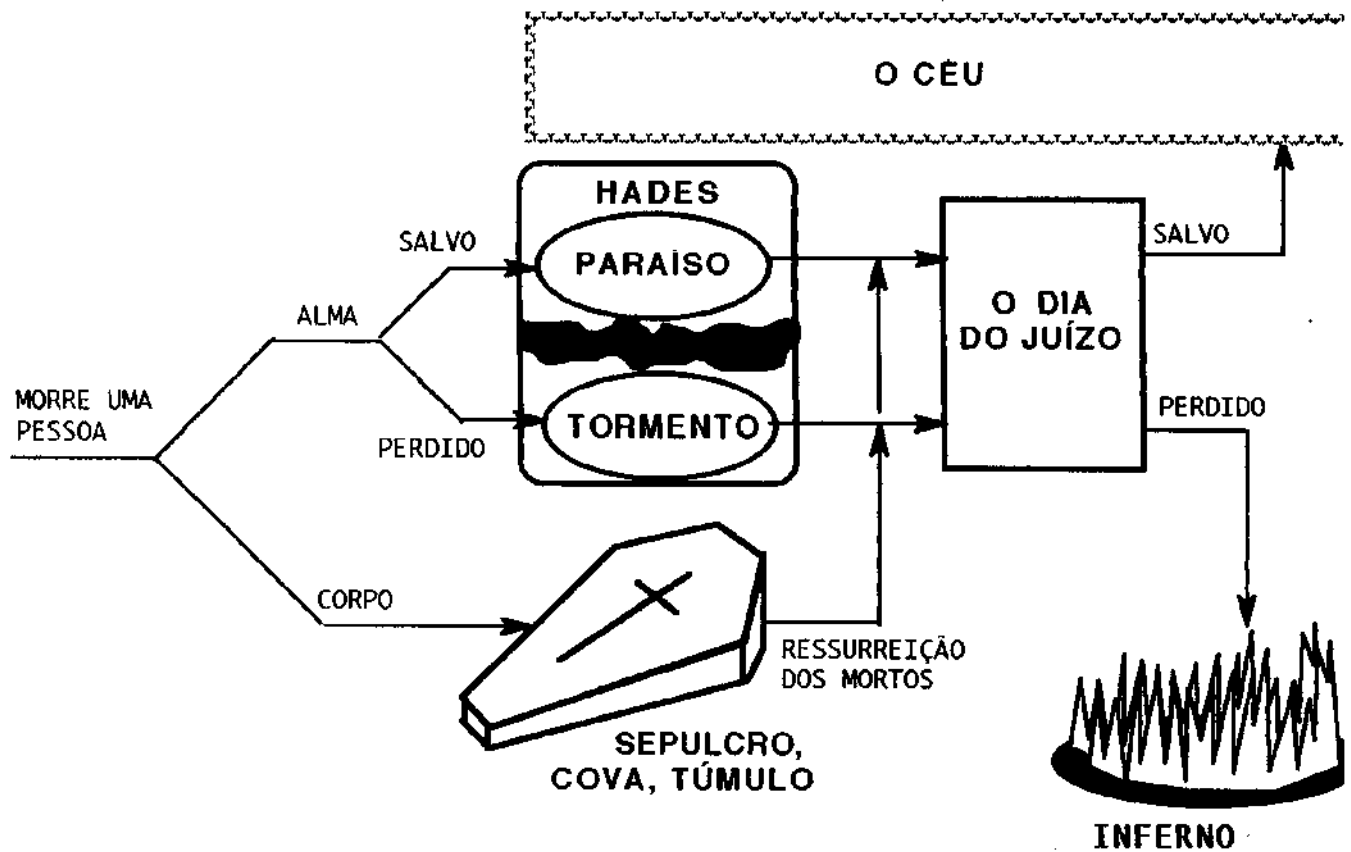 O CÉU
HADES
SALVO
PARAÍSO
SALVO
ALMA
O DIA
DO JUÍZO
MORRE UMA
PESSOA
PERDIDO
TORMENTO
PERDIDO
CORPO
RESSURREIÇÃO
DOS MORTOS
SEPULCRO,
COVA, TÚMULO
INFERNO